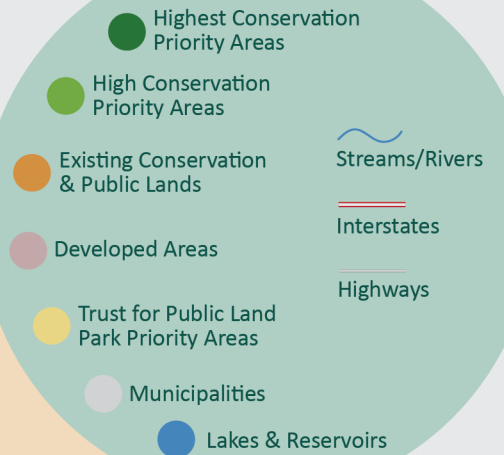 Highest Conservation
Priority Areas
High Conservation
Priority Areas
Existing Conservation
& Public Lands
Developed Areas
Trust for Public Land
Park Priority Areas
Municipalities
Lakes & Reservoirs
Streams/Rivers
Interstates
Highways